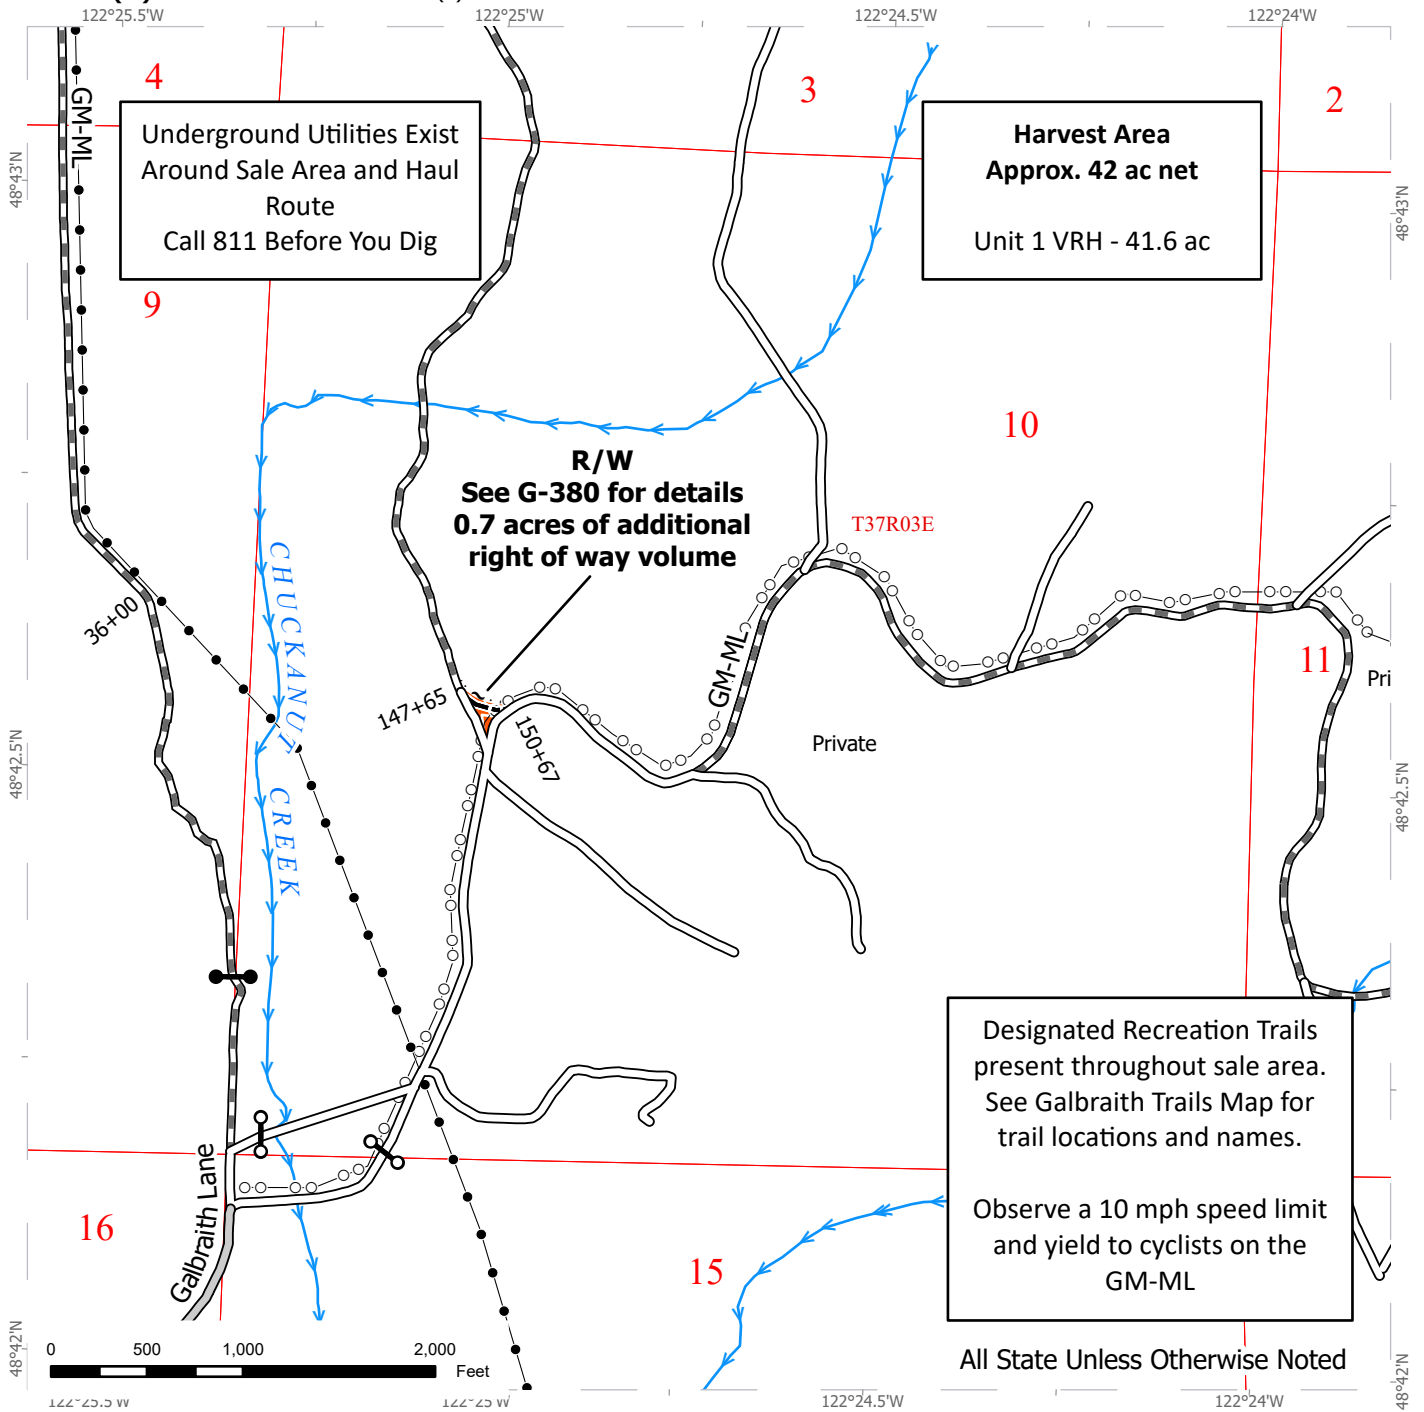 122°25.5'W
122°25'W
122°24.5'W
122°24'W
4
3
2
GM-ML
Underground Utilities Exist
Around Sale Area and Haul
Route
Call 811 Before You Dig
Harvest Area
Approx. 42 ac net
Unit 1 VRH - 41.6 ac
48°43'N
48°43'N
9
10
R/W
See G-380 for details
0.7 acres of additional
right of way volume
T37R03E
36+00
CHUCKANUT CREEK
GM-ML
11
Pri
147+65
150+67
Private
48°42.5'N
48°42.5'N
Designated Recreation Trails
present throughout sale area.
See Galbraith Trails Map for
trail locations and names.
Observe a 10 mph speed limit
and yield to cyclists on the
GM-ML
Galbraith Lane
16
15
48°42'N
48°42'N
0 500 1,000 2,000
Feet
All State Unless Otherwise Noted
122°25.5'W
122°25'W
122°24.5'W
122°24'W